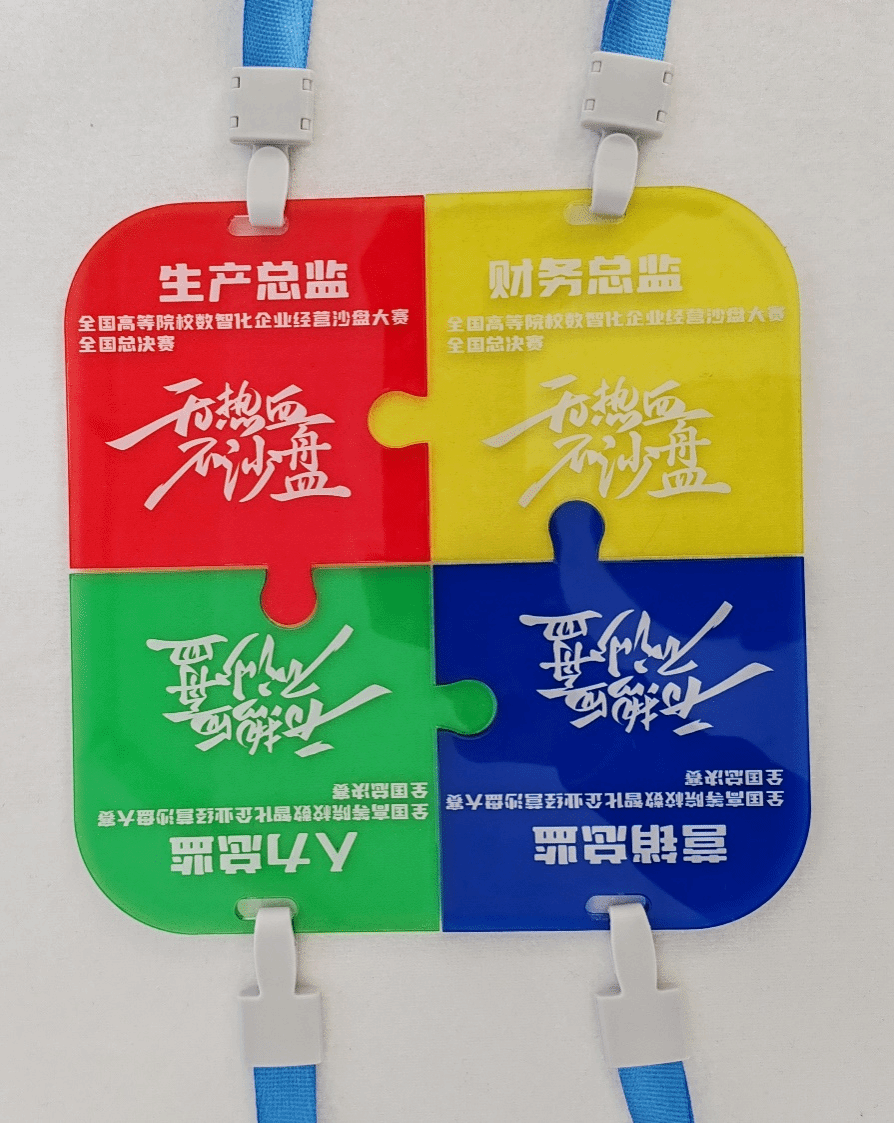 生产总监
全国高等院校数智化企业经营沙盘大赛
全国总决赛
无热血
不沙盘
财务总监
全国高等院校数智化企业经营沙盘大赛
全国总决赛
无热血
不沙盘
人力总监
全国高等院校数智化企业经营沙盘大赛
全国总决赛
无热血
不沙盘
营销总监
全国高等院校数智化企业经营沙盘大赛
全国总决赛
无热血
不沙盘